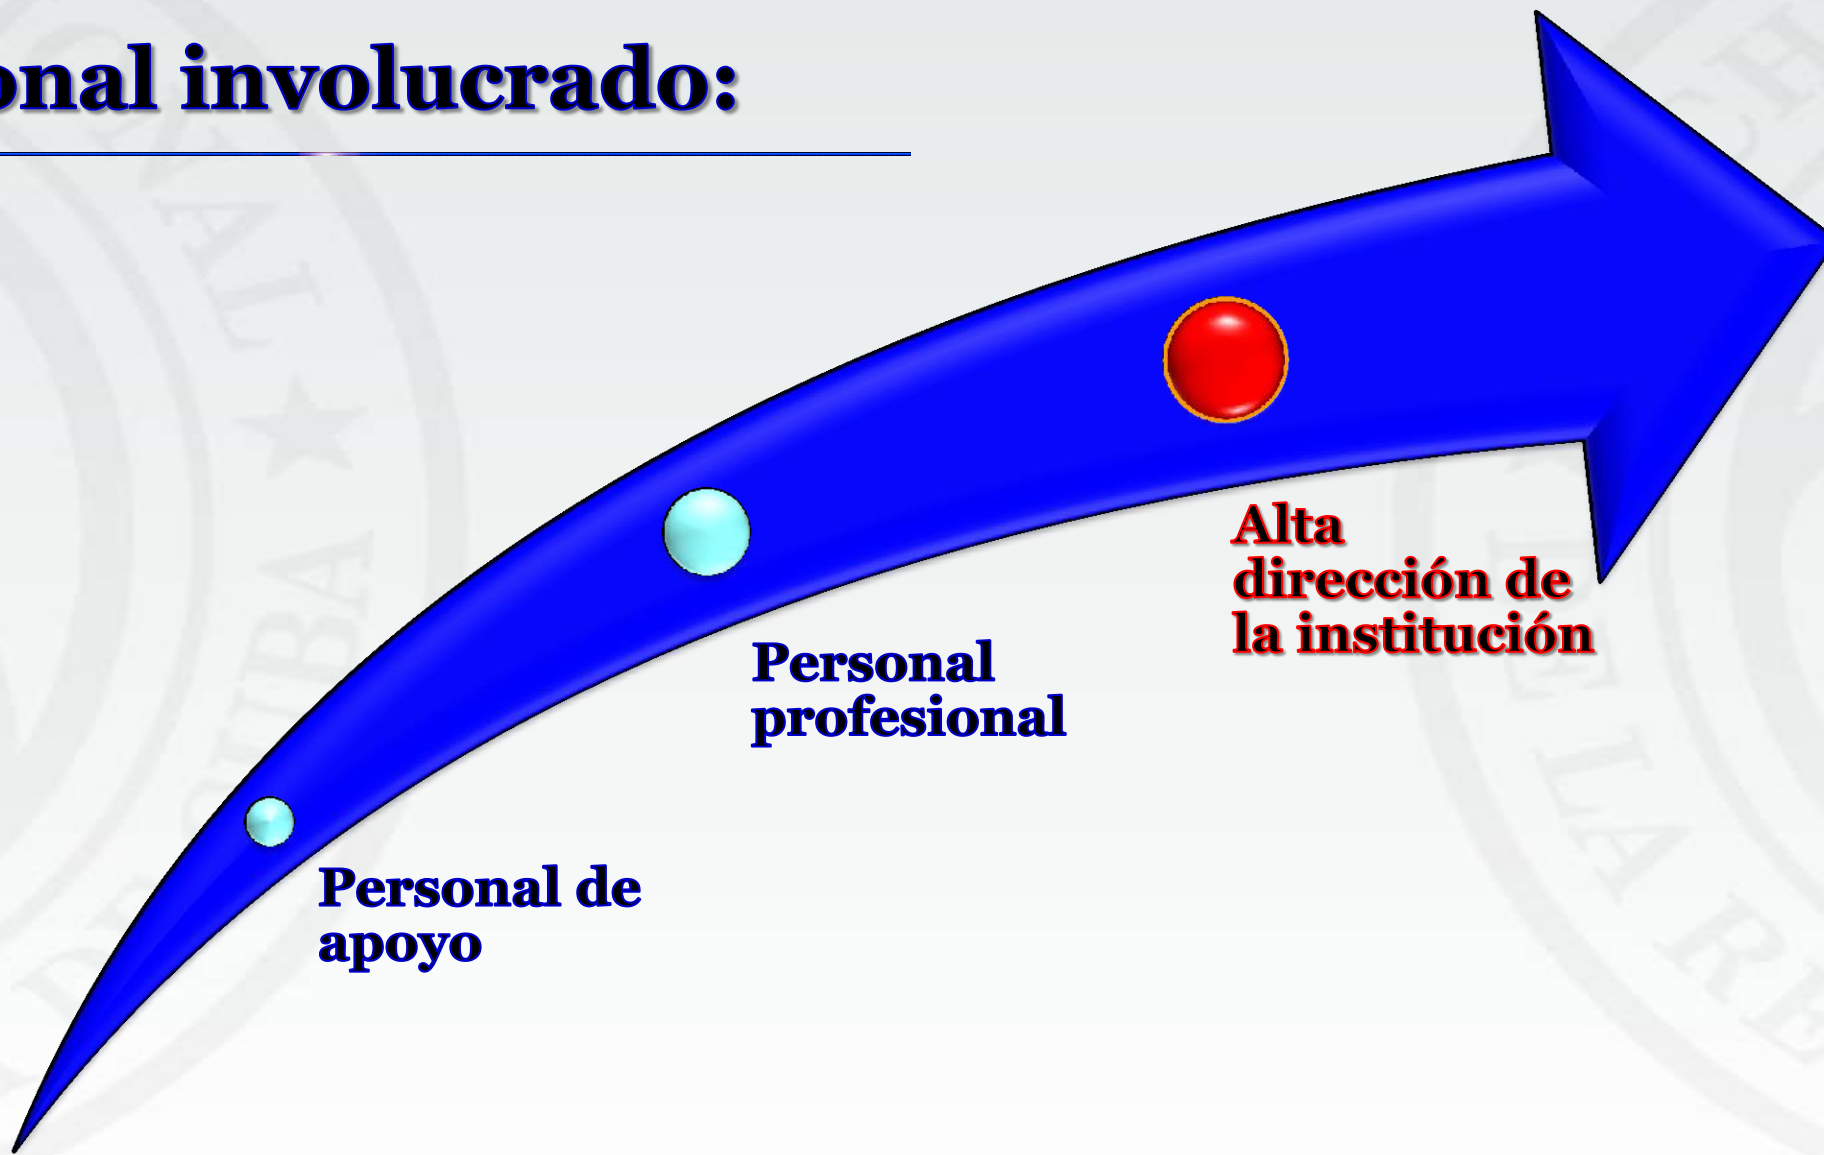 onal involucrado:
Alta
dirección de
la institución
Personal
profesional
Personal de
apoyo